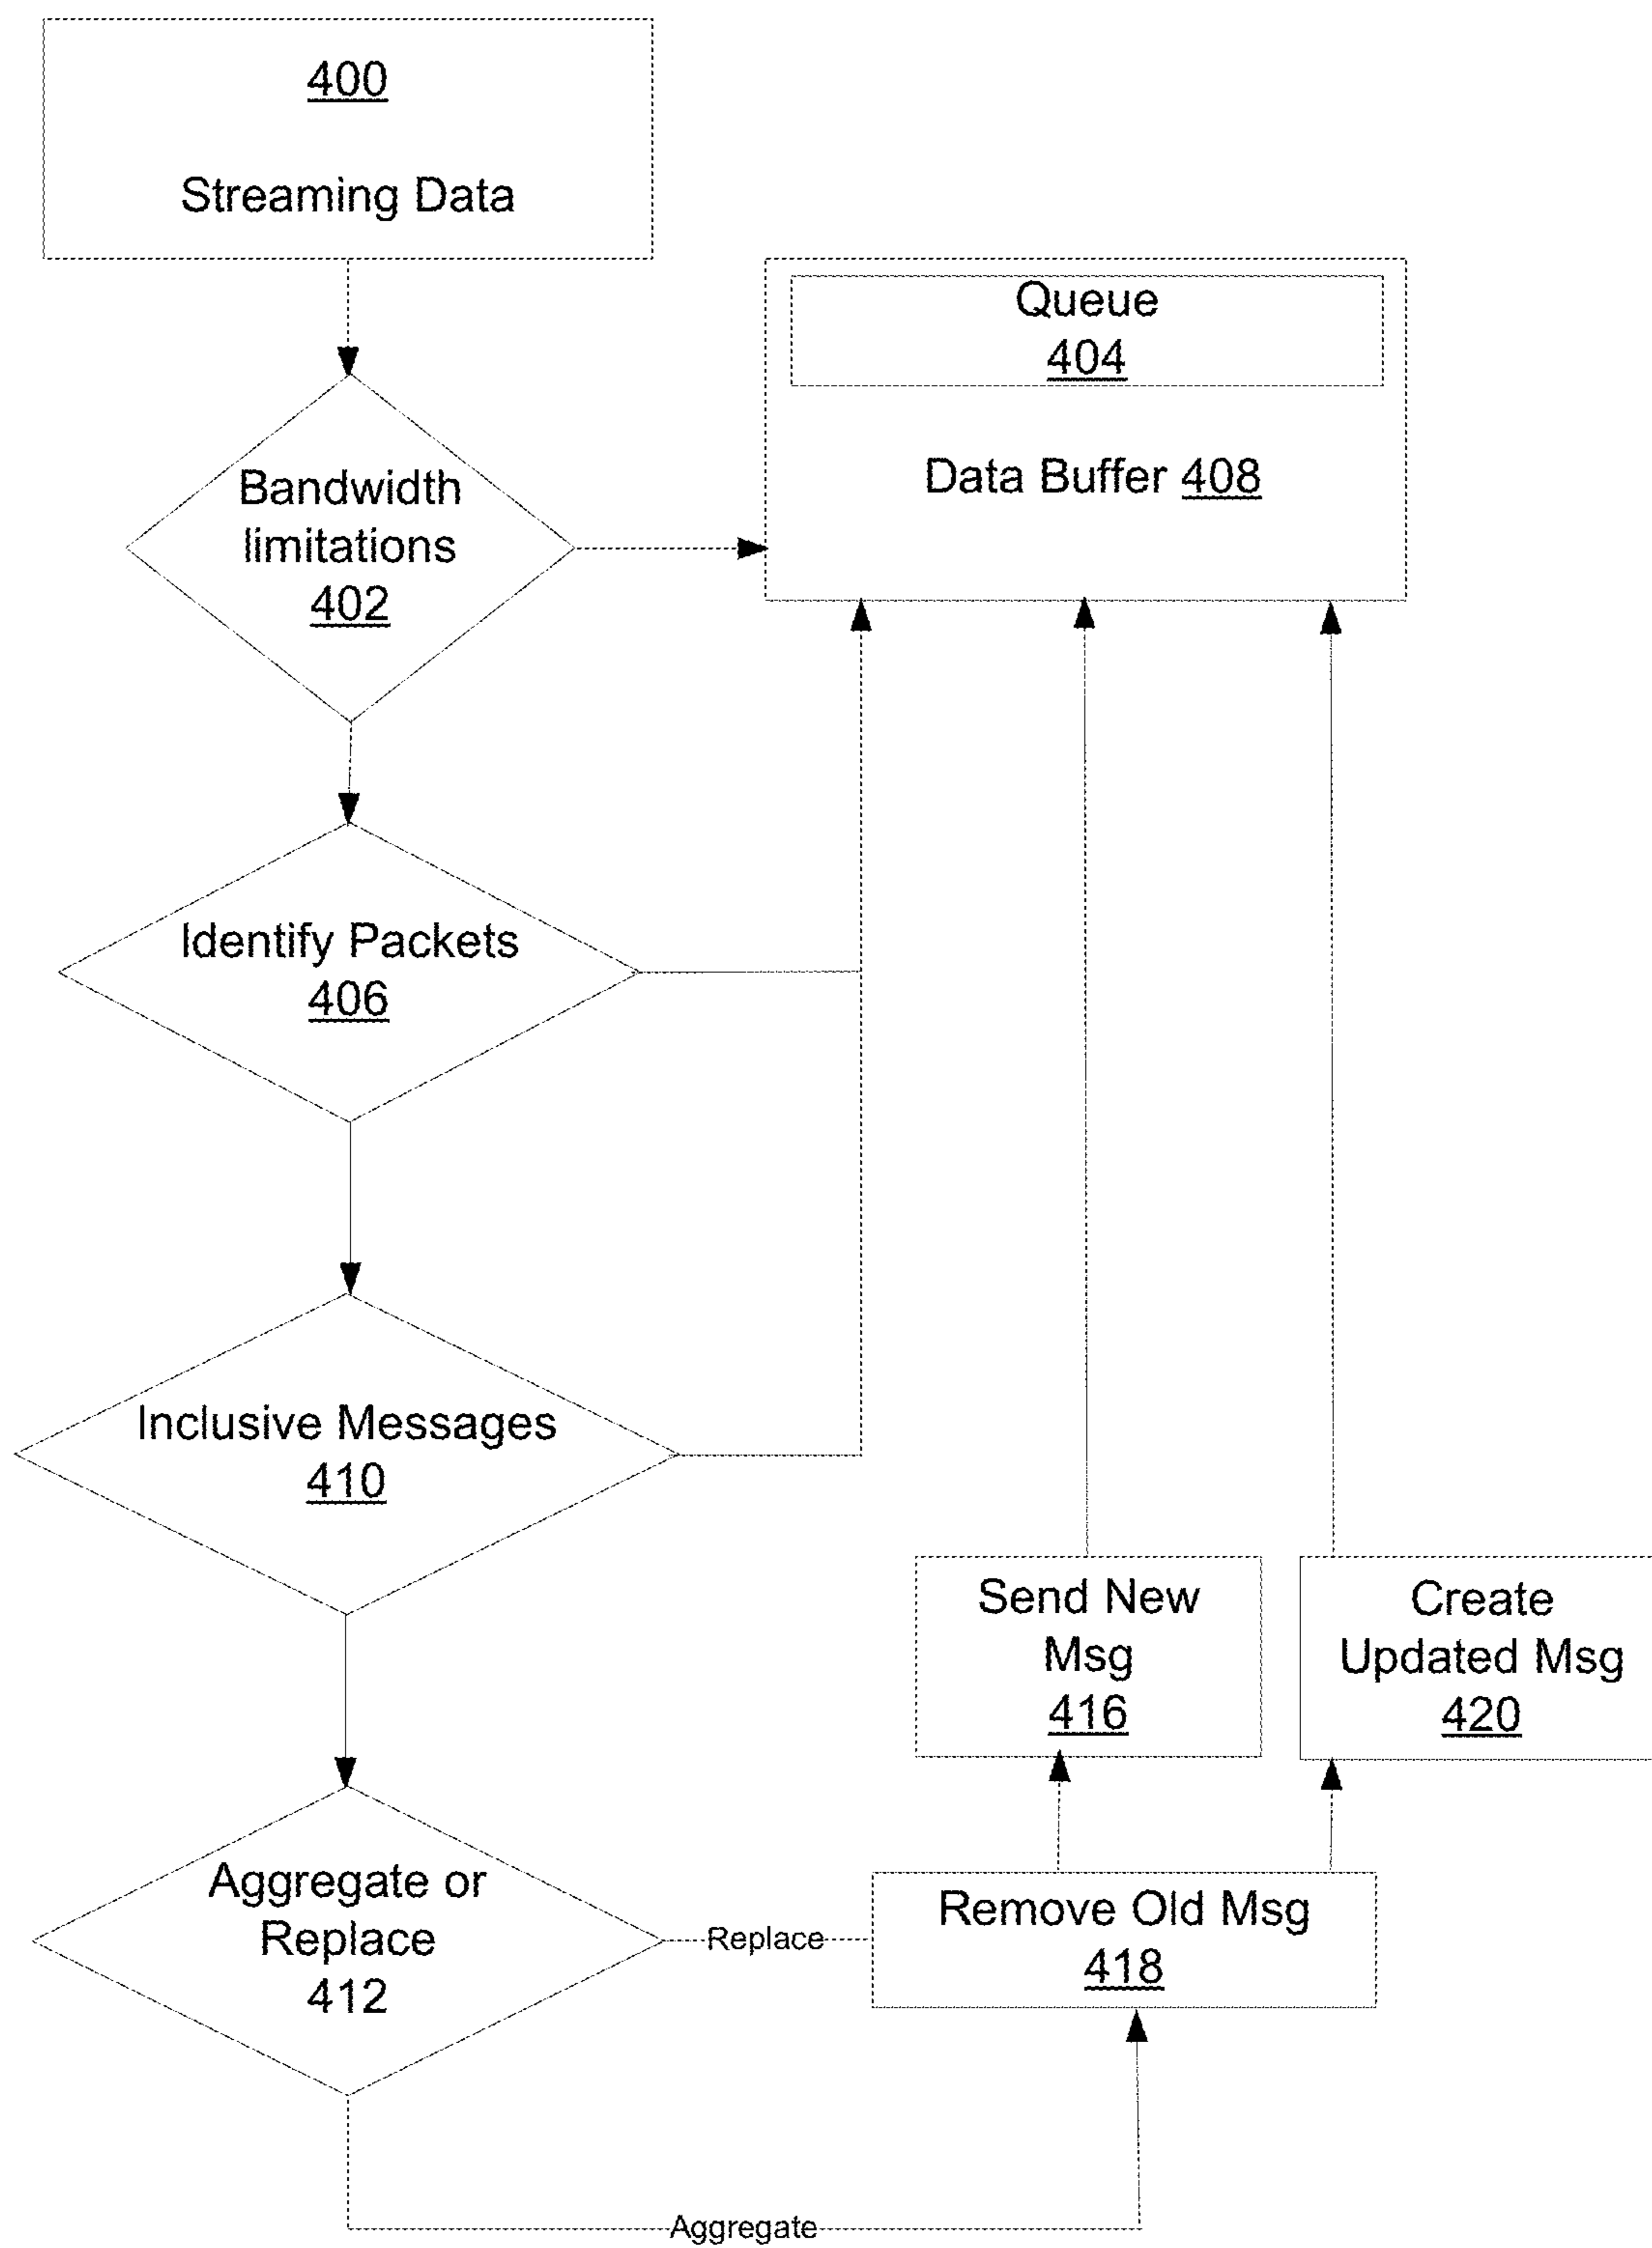 400
Streaming Data
Queue
404
Data Buffer 408
Bandwidth
limitations
402
Identify Packets
406
Inclusive Messages
410
Send New
Msg
416
Create
Updated Msg
420
Aggregate or
Replace
412
Replace
Remove Old Msg
418
Aggregate